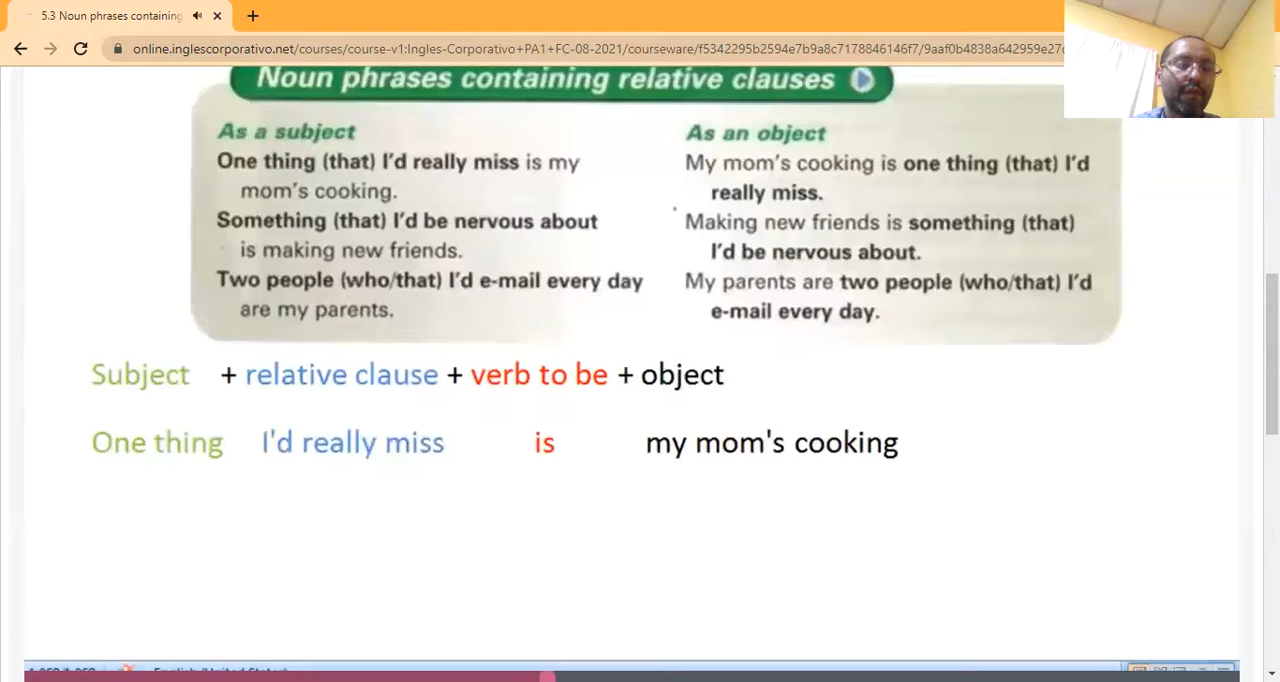 5.3 Noun phrases containing
online.inglescorporativo.net/courses/course-v1:Ingles-Corporativo+PA1+FC-08-2021/courseware/f5342295b2594e7b9a8c7178846146f7/9aaf0b4838a642959e27c
Noun phrases containing relative clauses
As a subject
One thing (that) I'd really miss is my
mom's cooking.
Something (that) I'd be nervous about
is making new friends.
Two people (who/that) I'd e-mail every day
are my parents.
As an object
My mom's cooking is one thing (that) I'd
really miss.
Making new friends is something (that)
I'd be nervous about.
My parents are two people (who/that) I'd
e-mail every day.
Subject + relative clause + verb to be + object
One thing I'd really miss is my mom's cooking